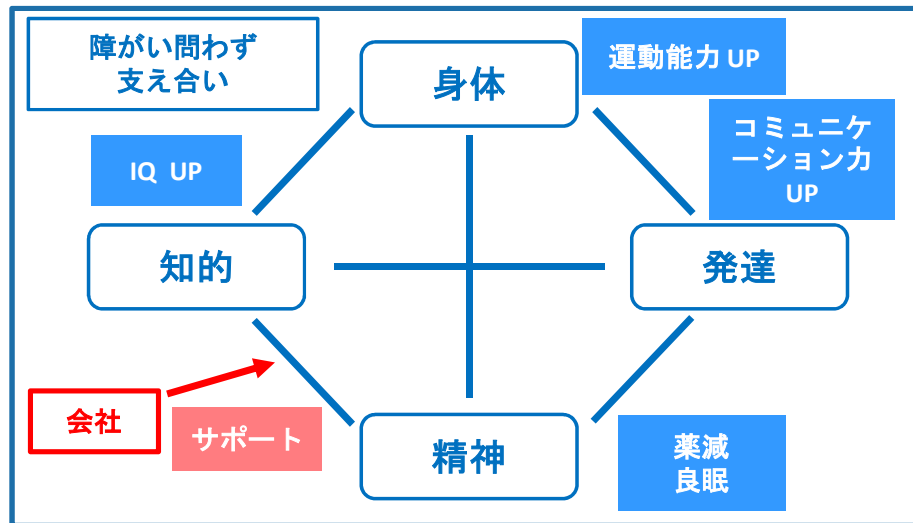 障がい問わず
支え合い
身体
運動能力 UP
コミュニケ
ーション力
UP
IQ UP
知的
発達
会社
サポート
精神
薬減
良眠